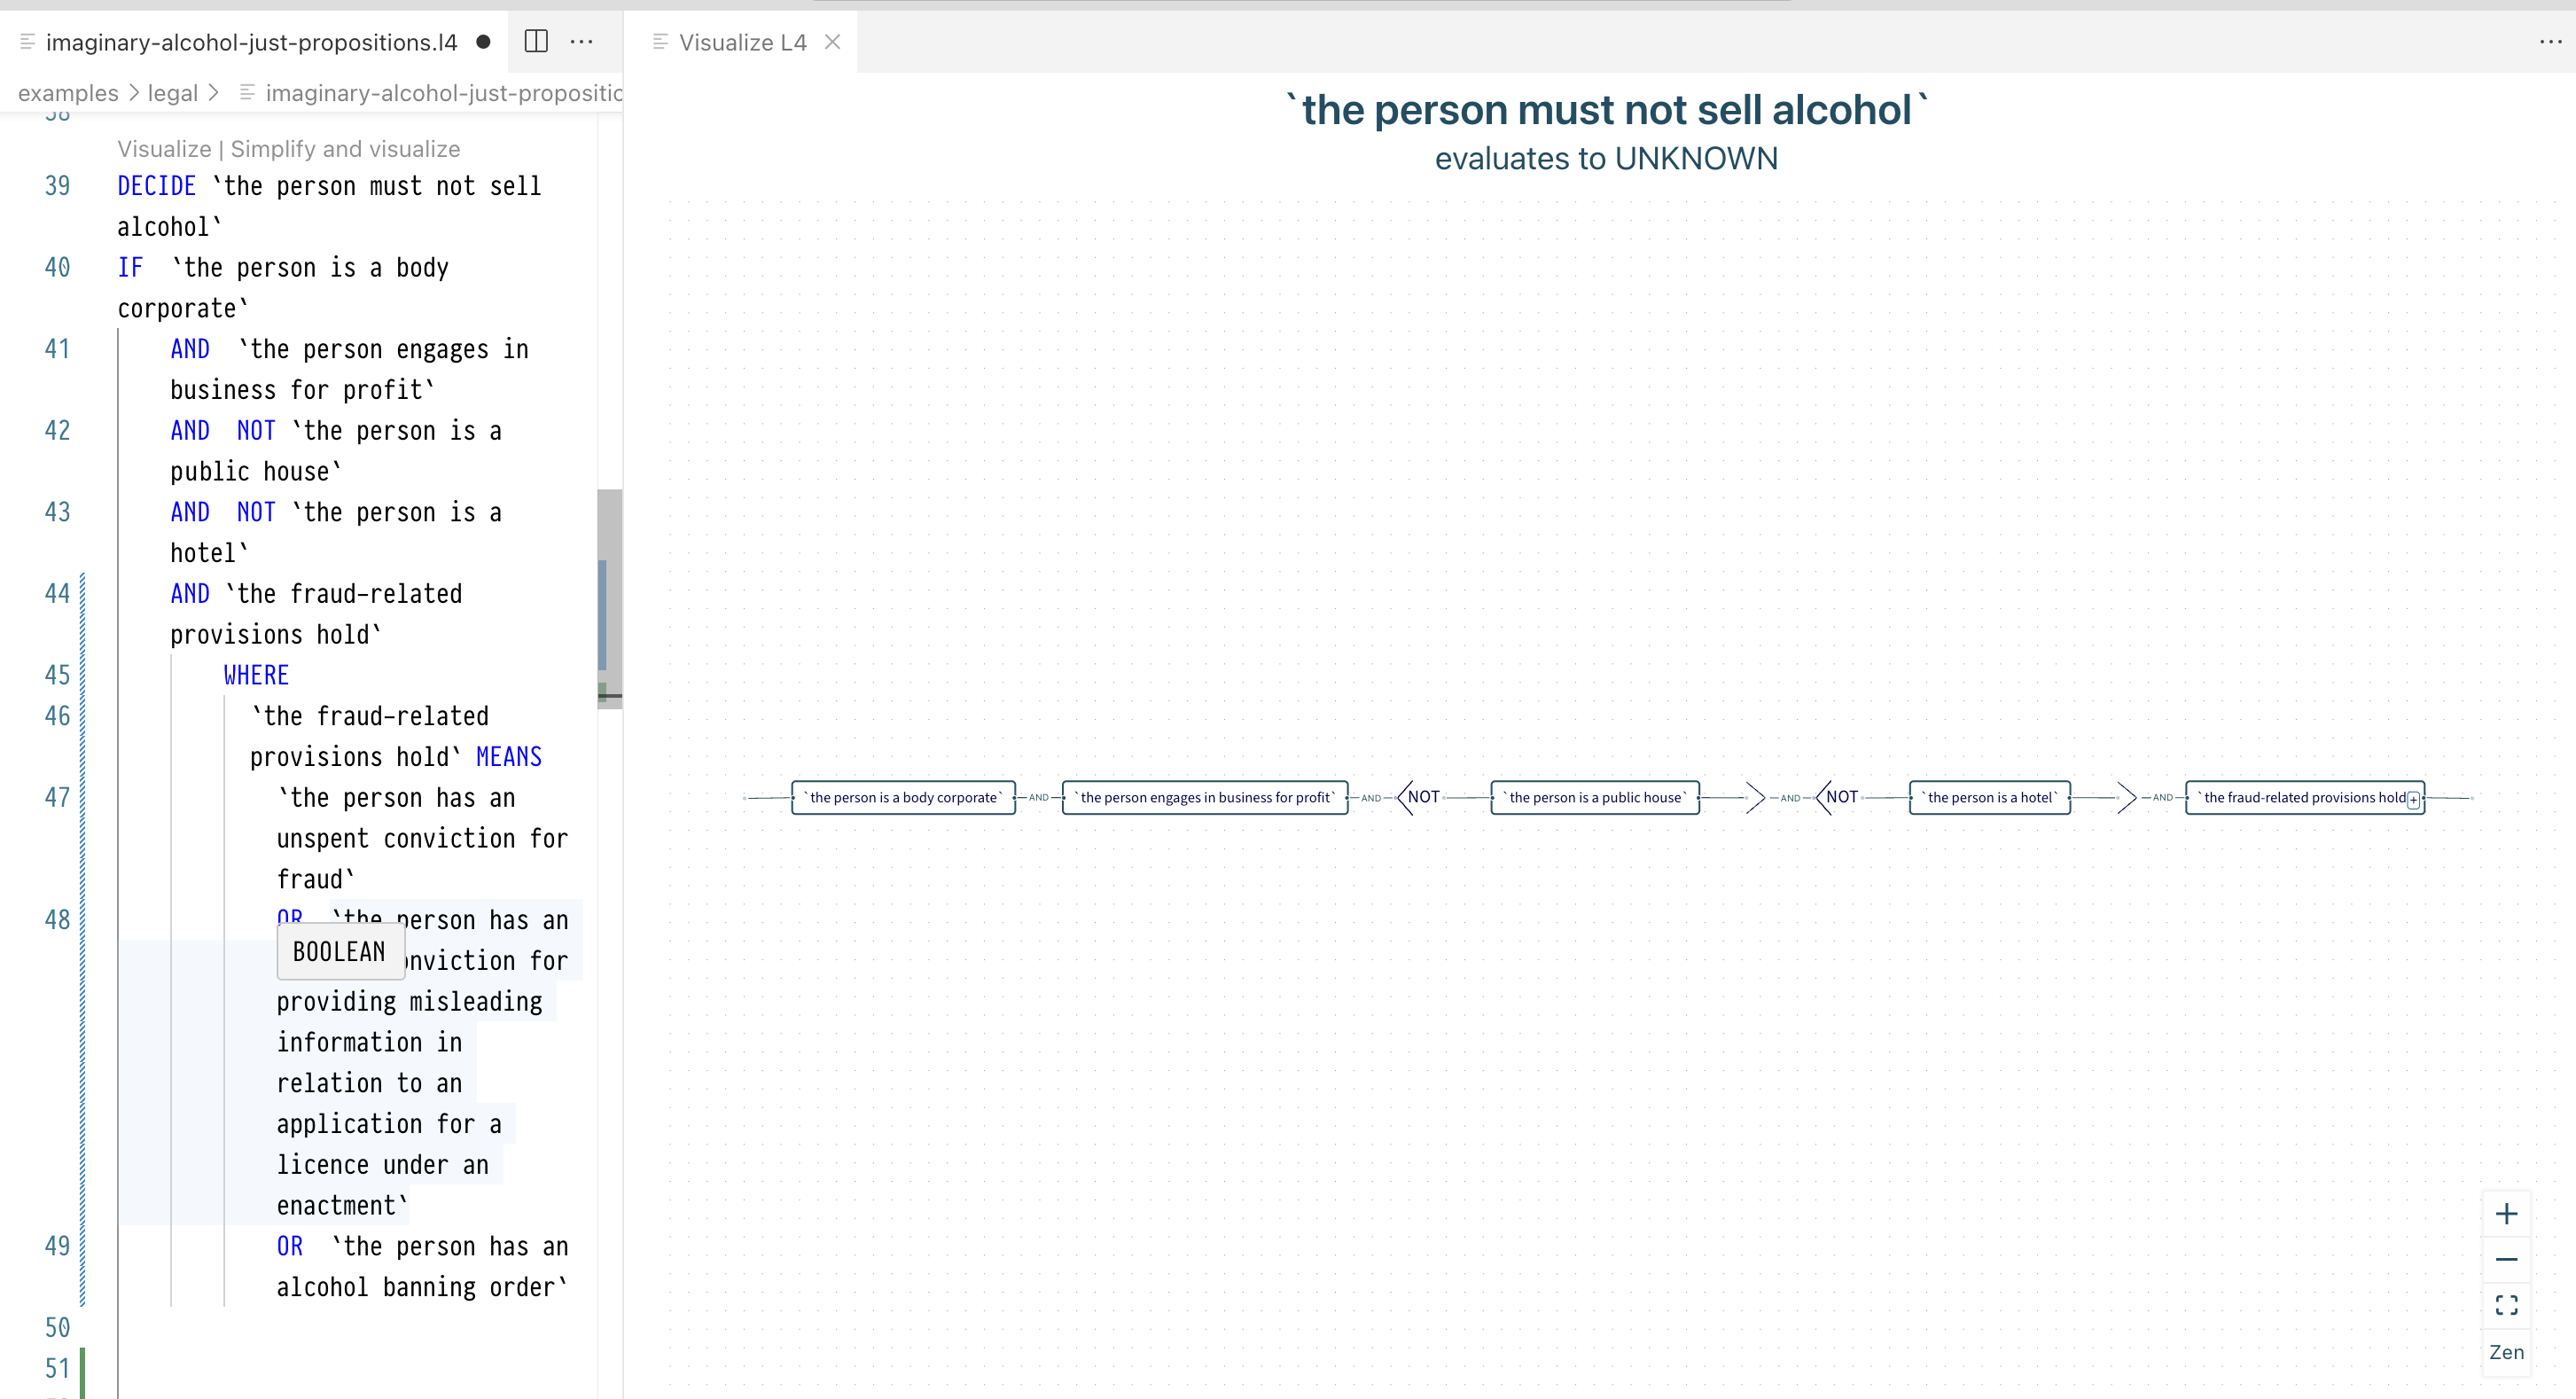 imaginary-alcohol-just-propositions.l4
Visualize L4
examples > legal > imaginary-alcohol-just-propositic
`the person must not sell alcohol`
evaluates to UNKNOWN
38
Visualize | Simplify and visualize
39 DECIDE `the person must not sell
alcohol`
40 IF `the person is a body
corporate`
41 AND `the person engages in
business for profit`
42 AND NOT `the person is a
public house`
43 AND NOT `the person is a
hotel`
44 AND `the fraud-related
provisions hold`
45 WHERE
46 `the fraud-related
provisions hold` MEANS
47 `the person has an
unspent conviction for
fraud`
48 OR `the person has an
BOOLEAN
onviction for
providing misleading
information in
relation to an
application for a
licence under an
enactment`
49 OR `the person has an
alcohol banning order`
50
51
`the person is a body corporate` AND `the person engages in business for profit` AND NOT `the person is a public house` AND NOT `the person is a hotel` AND `the fraud-related provisions hold
Zen